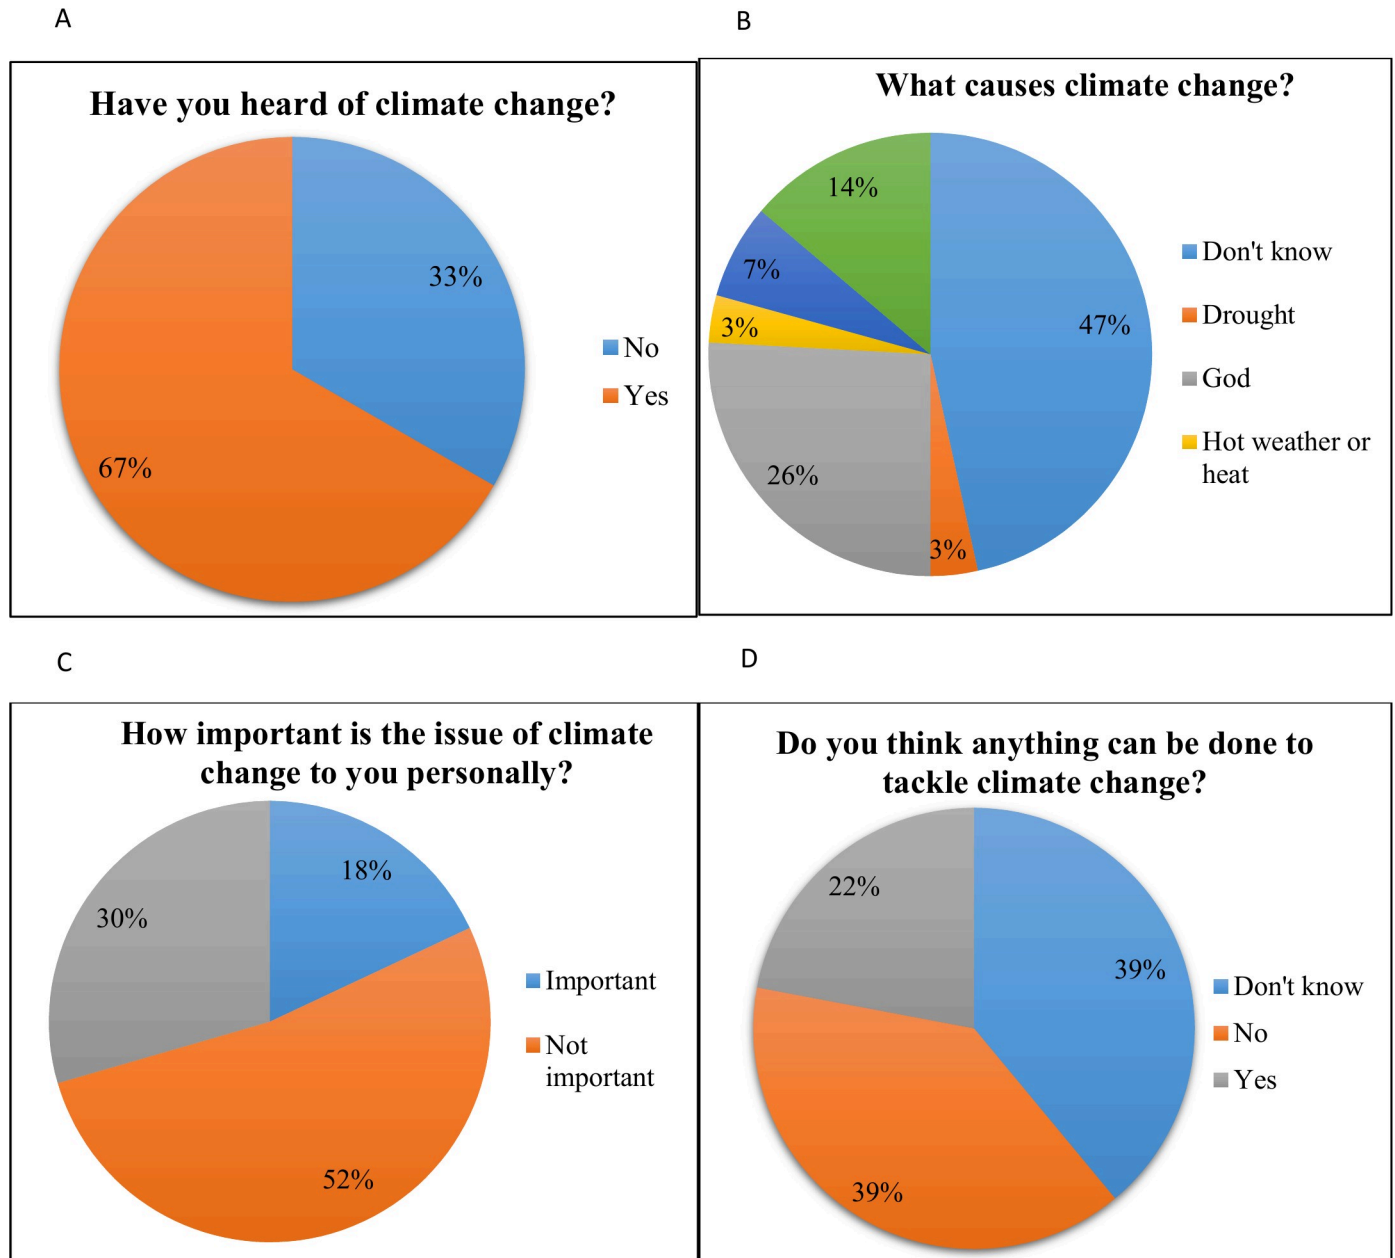 A
B
Have you heard of climate change?
33%
67%
No
Yes
What causes climate change?
14%
7%
3%
26%
3%
47%
Don't know
Drought
God
Hot weather or
heat
C
D
How important is the issue of climate
change to you personally?
18%
30%
52%
Important
Not
important
Do you think anything can be done to
tackle climate change?
22%
39%
39%
Don't know
No
Yes